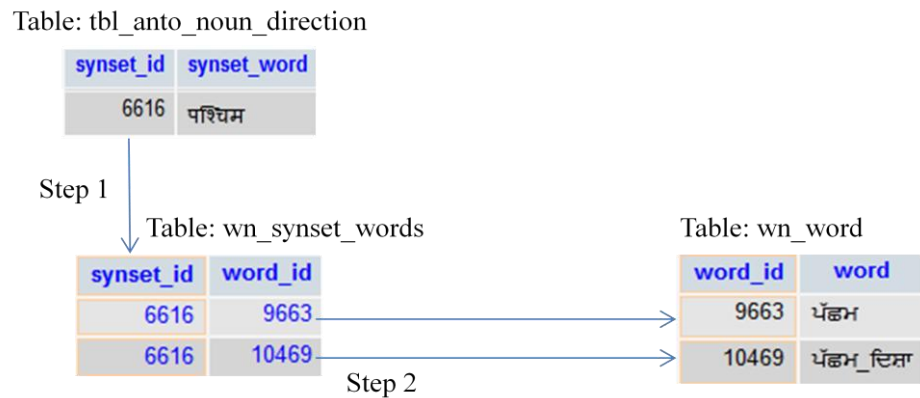 Table: tbl_anto_noun_direction
synset_id synset_word
6616 पश्चिम
Step 1
Table: wn_synset_words
synset_id word_id
6616 9663
6616 10469
Step 2
Table: wn_word
word_id word
9663 ਪੱਛਮ
10469 ਪੱਛਮ_ਦਿਸ਼ਾ